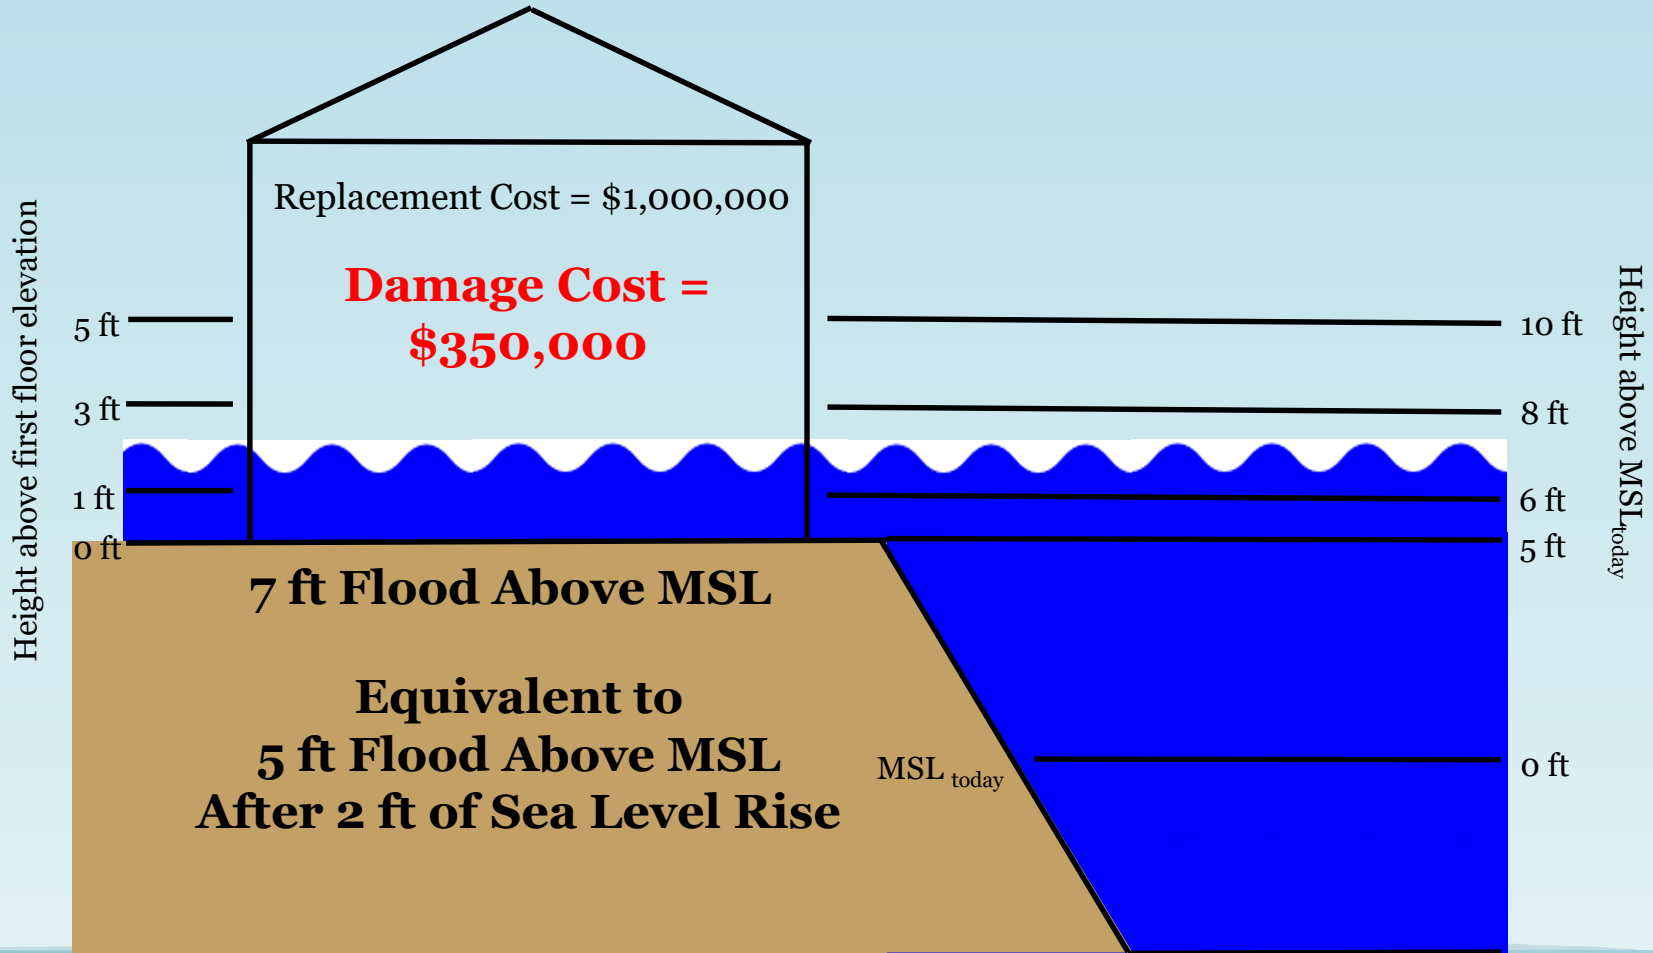 Replacement Cost = $1,000,000
Damage Cost =
$350,000
Height above first floor elevation
5 ft
3 ft
1 ft
0 ft
10 ft
8 ft
6 ft
5 ft
0 ft
Height above MSL today
7 ft Flood Above MSL
Equivalent to
5 ft Flood Above MSL
After 2 ft of Sea Level Rise
MSL today